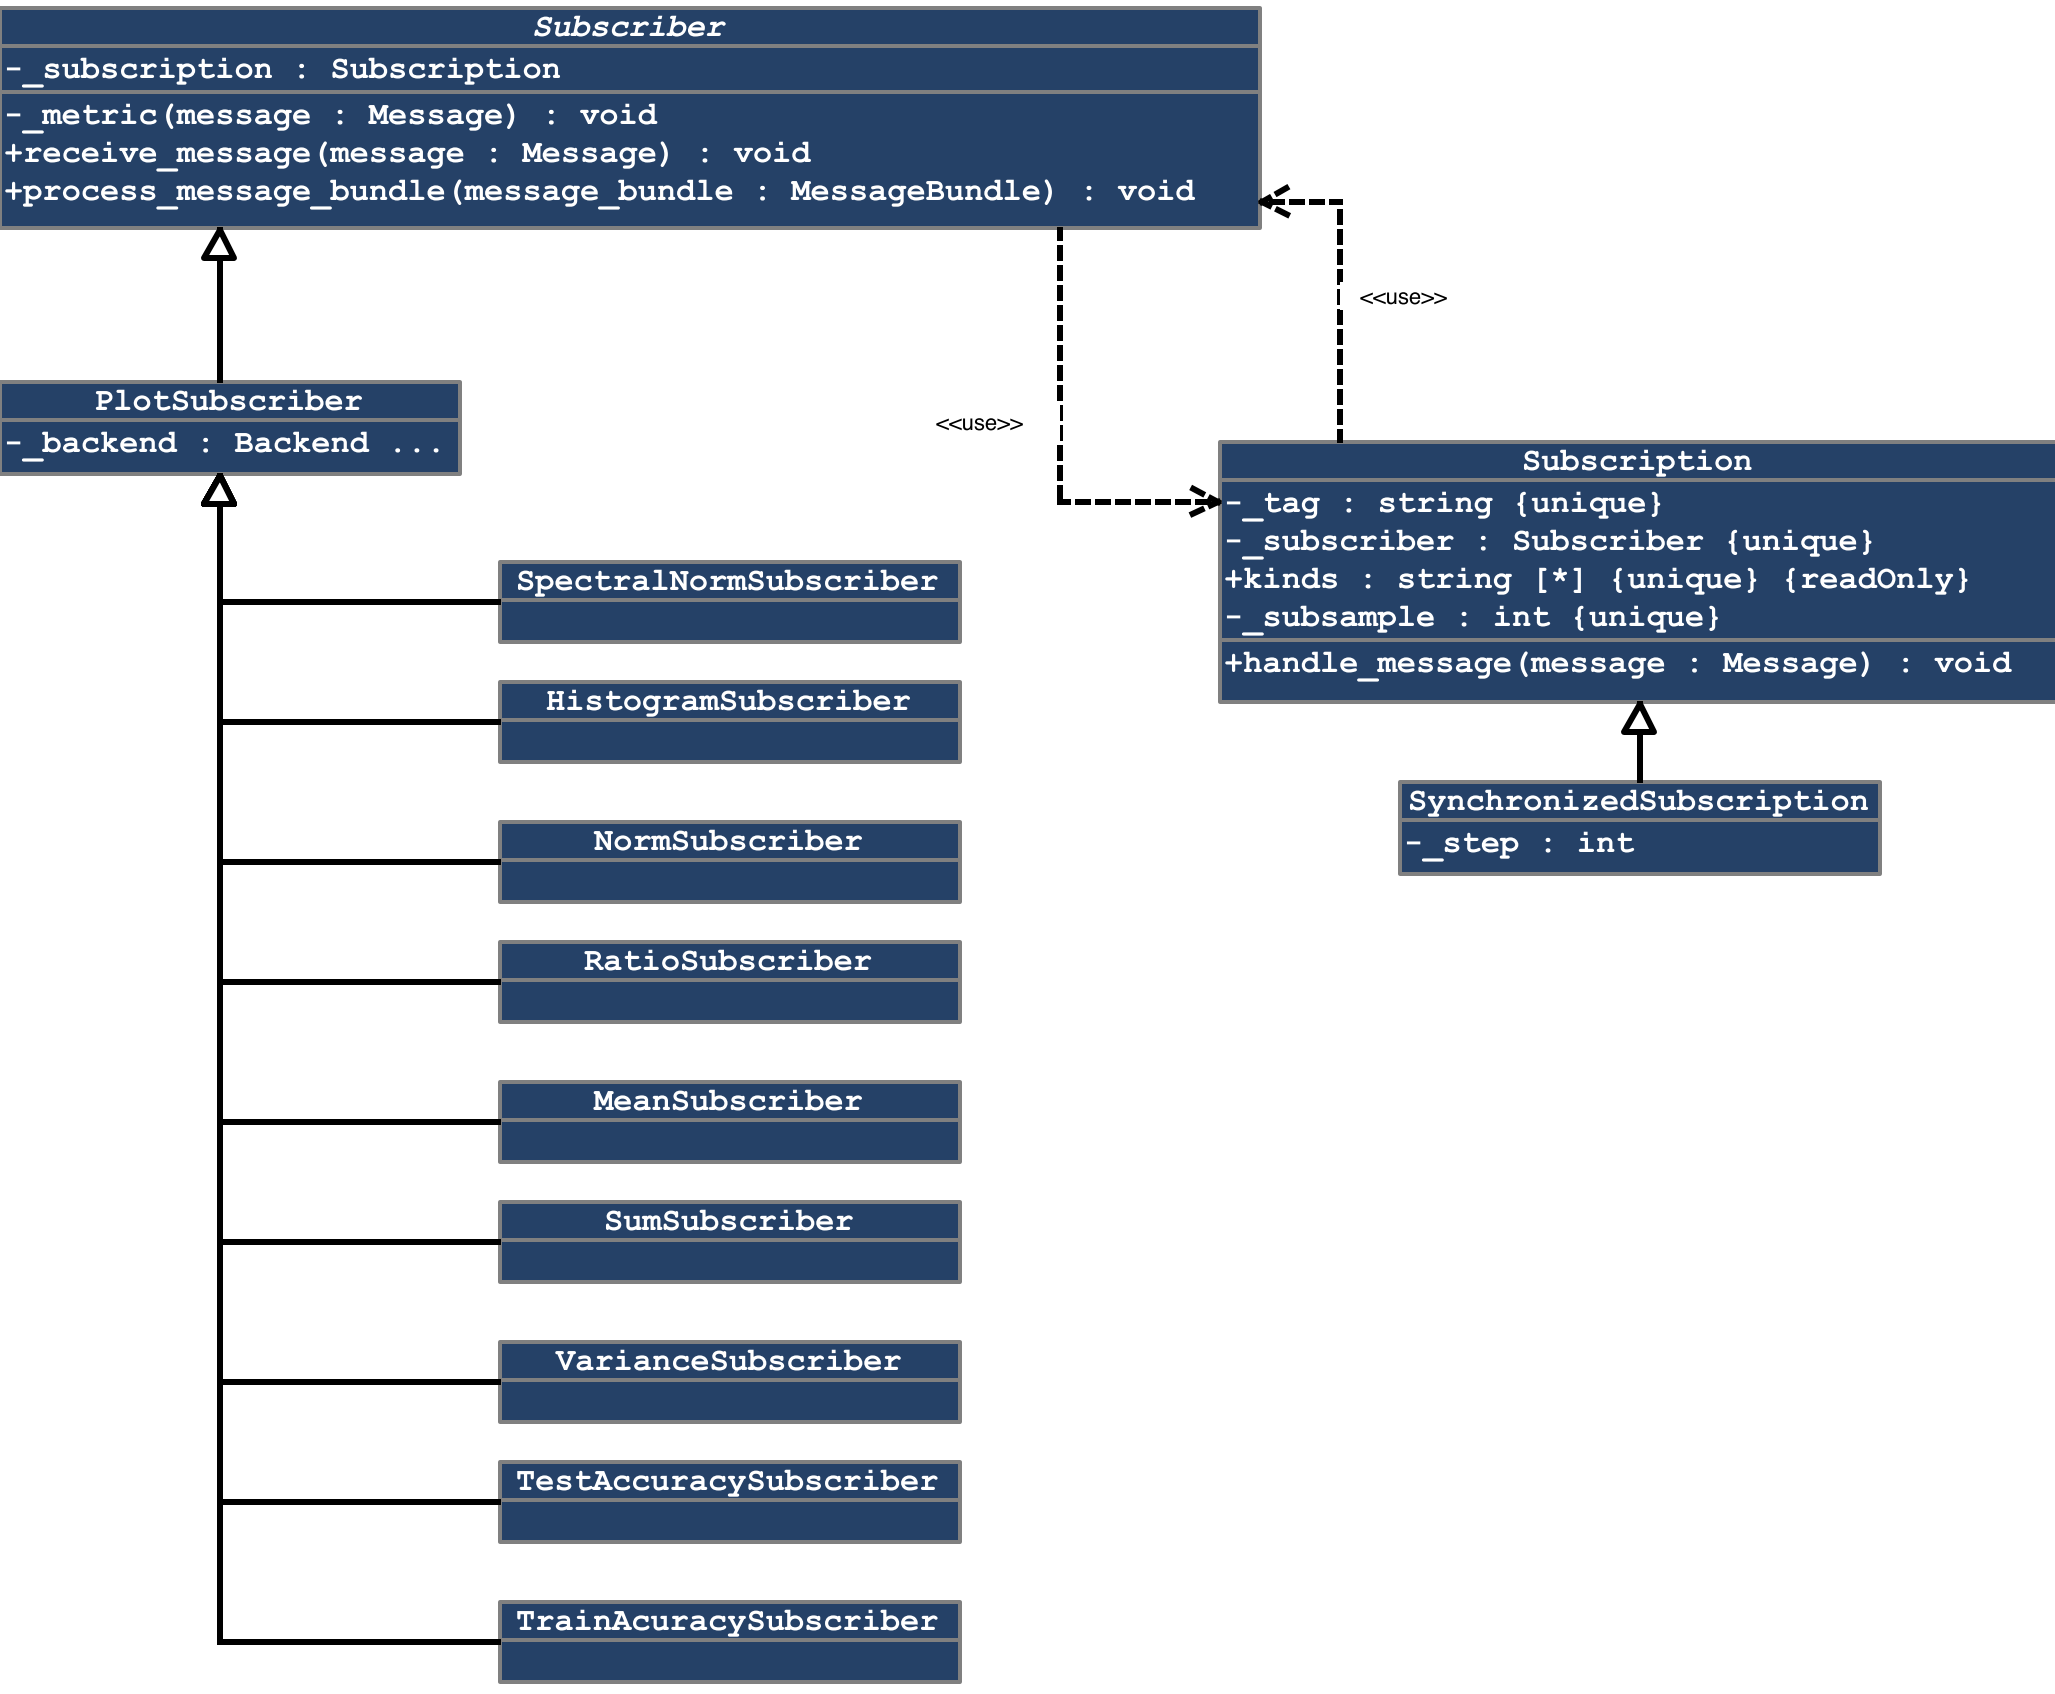 Subscriber
-_subscription : Subscription
-_metric(message : Message) : void
+receive_message(message : Message) : void
+process_message_bundle(message_bundle : MessageBundle) : void
<<use>>
<<use>>
PlotSubscriber
-_backend : Backend ...
Subscription
-_tag : string {unique}
-_subscriber : Subscriber {unique}
+kinds : string [*] {unique} {readOnly}
-_subsample : int {unique}
+handle_message(message : Message) : void
SynchronizedSubscription
-_step : int
SpectralNormSubscriber
HistogramSubscriber
NormSubscriber
RatioSubscriber
MeanSubscriber
SumSubscriber
VarianceSubscriber
TestAccuracySubscriber
TrainAcuracySubscriber